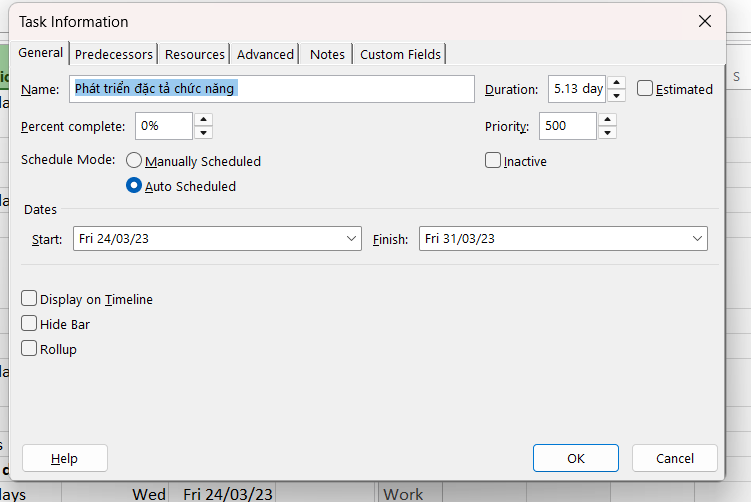 Task Information
General Predecessors Resources Advanced Notes Custom Fields
S
Name: Phát triển đặc tả chức năng Duration: 5.13 day Estimated
Percent complete: 0% Priority: 500
Schedule Mode: Manually Scheduled Inactive
Auto Scheduled
Dates
Start: Fri 24/03/23 Finish: Fri 31/03/23
Display on Timeline
Hide Bar
Rollup
Help OK Cancel
Wed Fri 24/03/23 Work